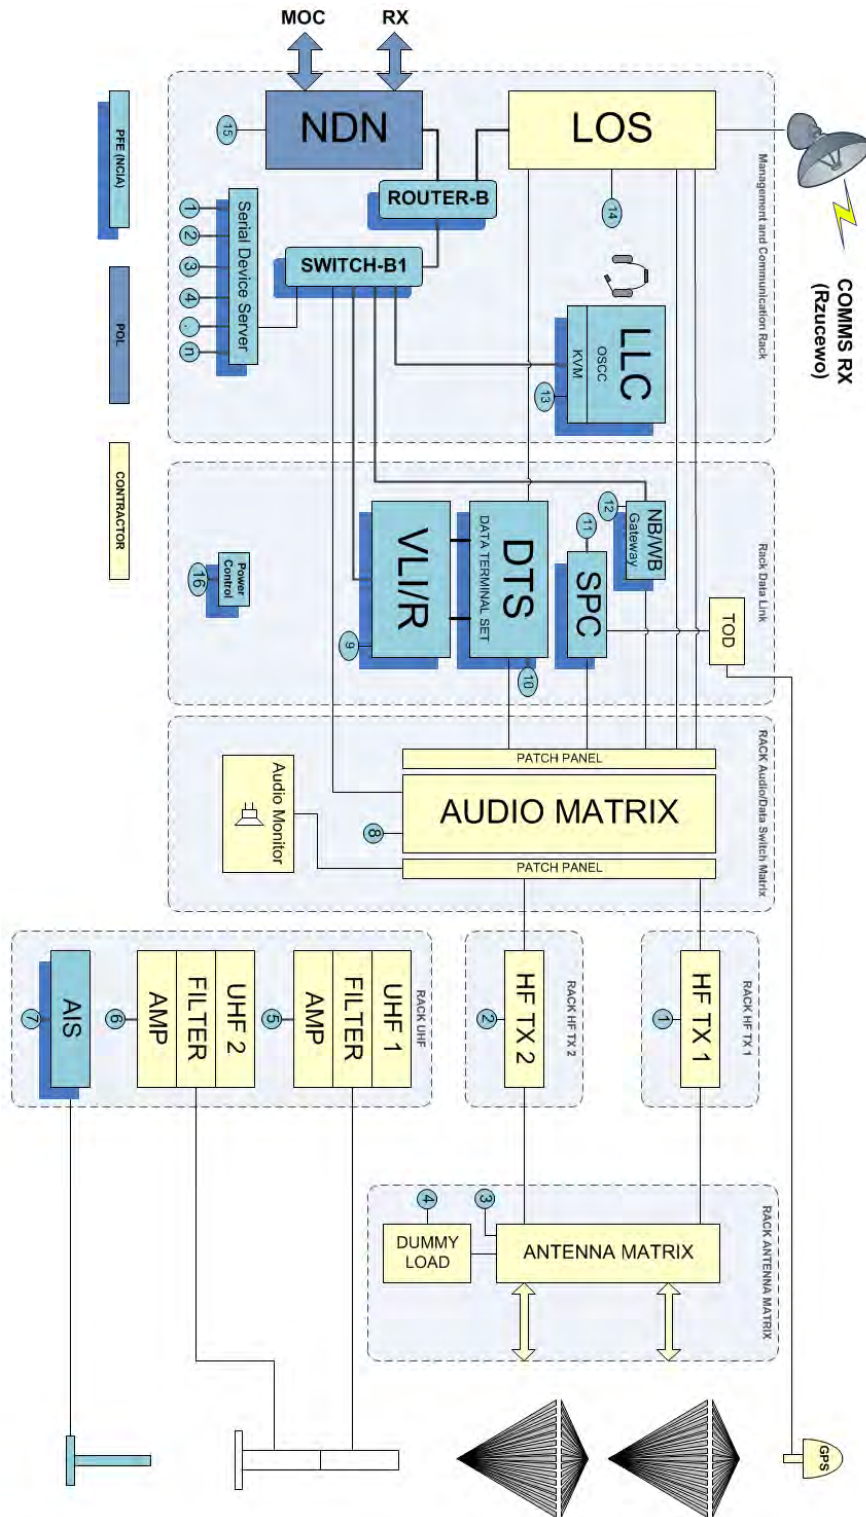 MOC
RX
NDN
LOS
15
14
ROUTER-B
SWITCH-B1
Serial Device Server
1
2
3
4
.
n
LLC
OSCC
KVM
13
Management and Communication Rack
COMMS RX
(Rzucewo)
PFE (NCIA)
POL
CONTRACTOR
Rack Data Link
12
NB/WB
Gateway
11
SPC
TOD
DTS
DATA TERMINAL SET
10
VLI/R
9
Power
Control
16
RACK Audio/Data Switch Matrix
PATCH PANEL
AUDIO MATRIX
8
PATCH PANEL
Audio Monitor
RACK UHF
AIS
7
UHF 2
FILTER
AMP
6
UHF 1
FILTER
AMP
5
RACK HF TX 2
HF TX 2
2
RACK HF TX 1
HF TX 1
1
RACK ANTENNA MATRIX
4
3
DUMMY
LOAD
ANTENNA MATRIX
GPS